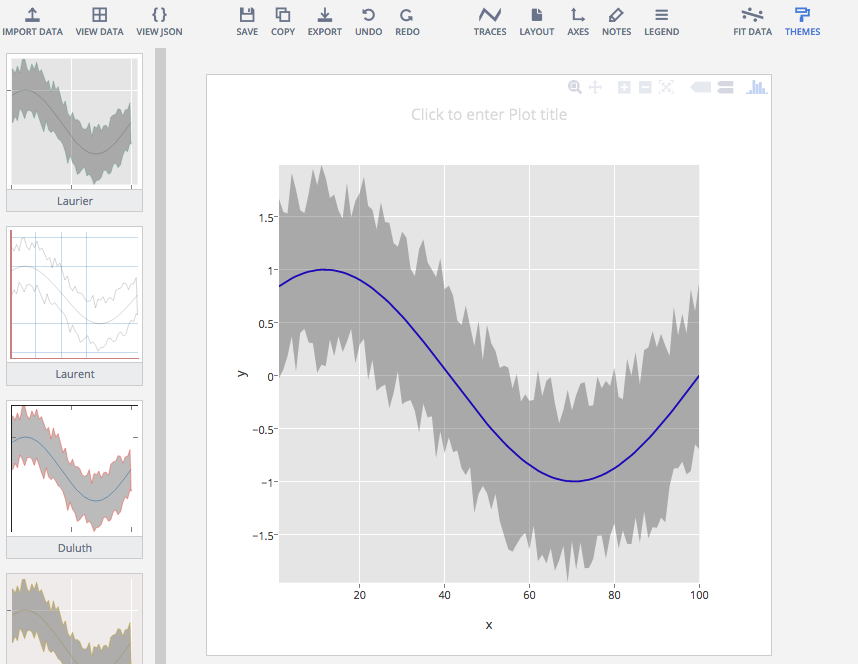 IMPORT DATA VIEW DATA VIEW JSON SAVE COPY EXPORT UNDO REDO TRACES LAYOUT AXES NOTES LEGEND FIT DATA THEMES
Laurier
Laurent
Duluth
Click to enter Plot title
1.5
1
0.5
0
−0.5
−1
−1.5
y
20 40 60 80 100
x